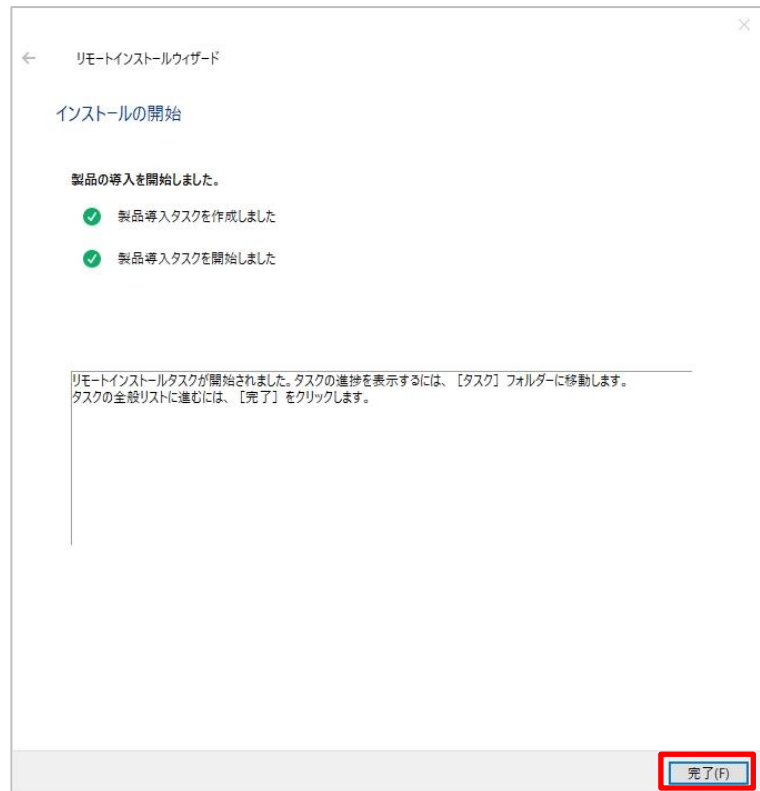 リモートインストールウィザード
インストールの開始
製品の導入を開始しました。
製品導入タスクを作成しました
製品導入タスクを開始しました
リモートインストールタスクが開始されました。タスクの進捗を表示するには、［タスク］フォルダーに移動します。
タスクの全般リストに進むには、［完了］をクリックします。
完了(F)